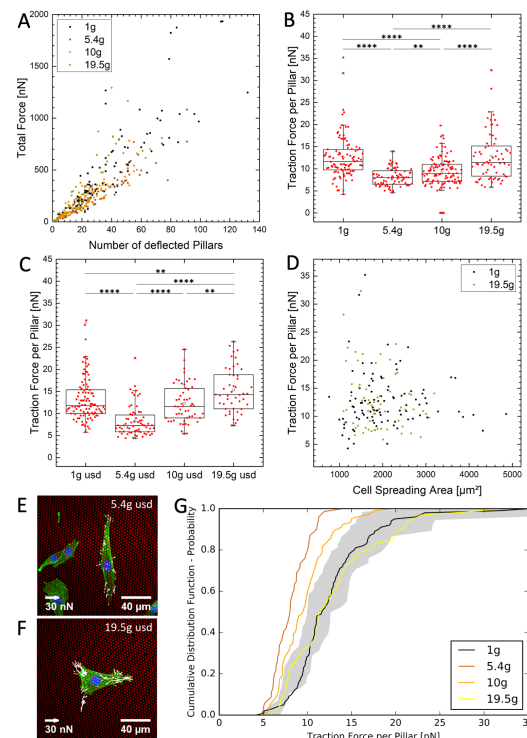 A
2000
1500
1000
500
0
Total Force [nN]
1g
5.4g
10g
19.5g
0 20 40 60 80 100 120 140
Number of deflected Pillars
B
45
40
35
30
25
20
15
10
5
0
Traction Force per Pillar [nN]
****
****
**** ** ****
1g 5.4g 10g 19.5g
C
45
40
35
30
25
20
15
10
5
0
Traction Force per Pillar [nN]
**
****
**** **** **
1g usd 5.4g usd 10g usd 19.5g usd
D
35
30
25
20
15
10
5
Traction Force per Pillar [nN]
1g
19.5g
1000 2000 3000 4000 5000
Cell Spreading Area [µm²]
E
5.4g usd
30 nN 40 µm
F
19.5g usd
30 nN 40 µm
G
1.0
0.8
0.6
0.4
0.2
0.0
Cumulative Distribution Function - Probability
1g
5.4g
10g
19.5g
0 5 10 15 20 25 30 35
Traction Force per Pillar [nN]